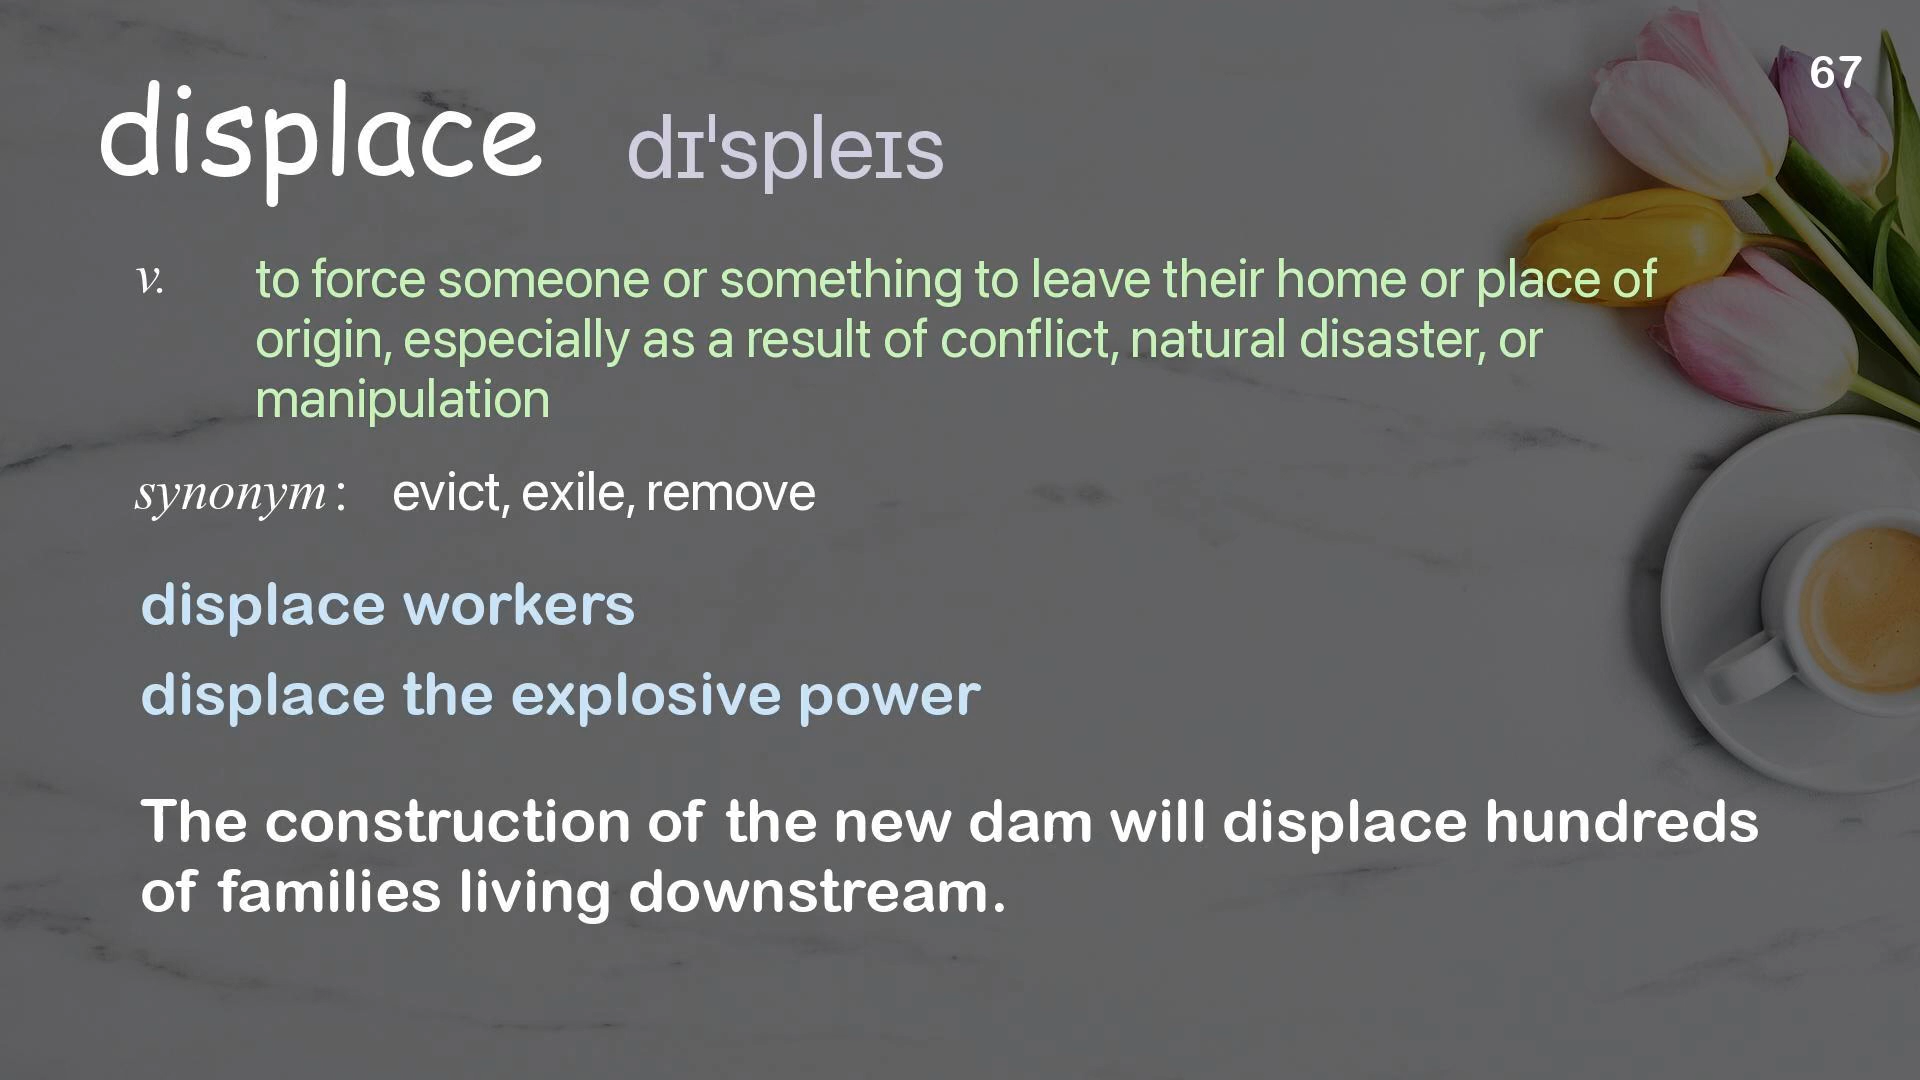 67
displace dɪˈspleɪs
v. to force someone or something to leave their home or place of
origin, especially as a result of conflict, natural disaster, or
manipulation
synonym: evict, exile, remove
displace workers
displace the explosive power
The construction of the new dam will displace hundreds
of families living downstream.